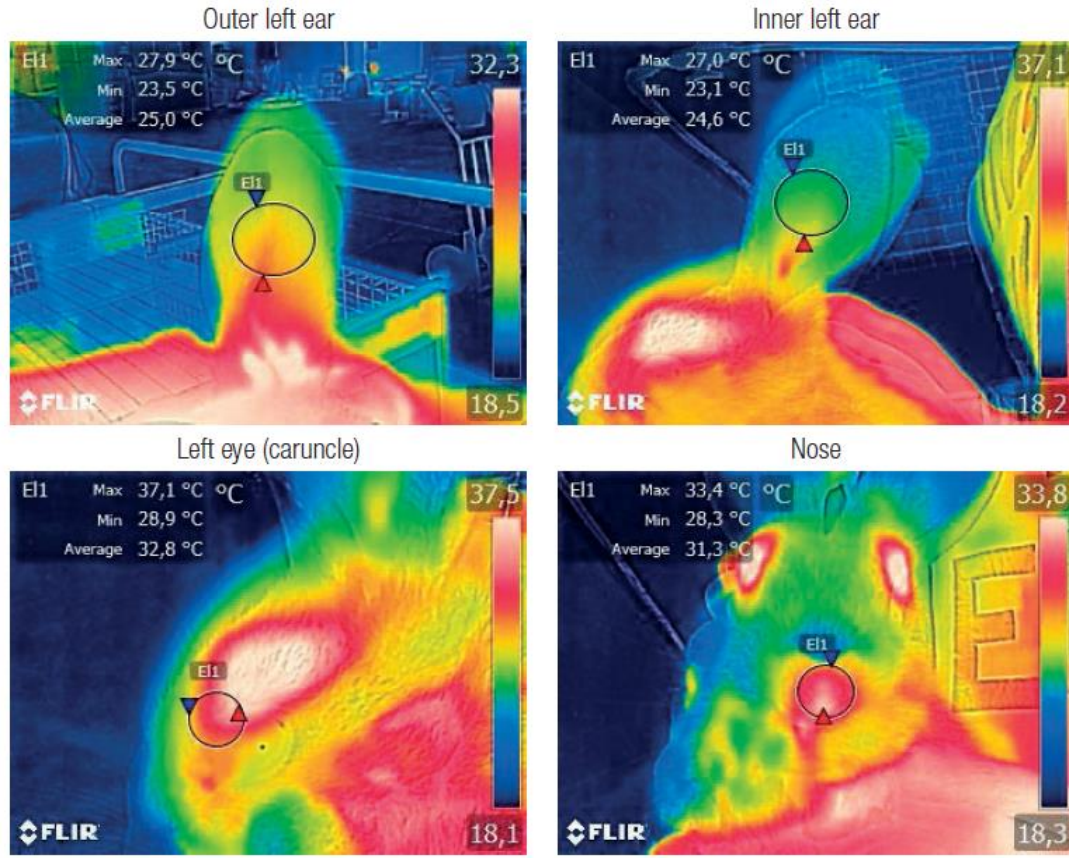 Outer left ear
El1 Max 27,9 °C °C 32,3
Min 23,5 °C
Average 25,0 °C
El1
FLIR 18,5
Inner left ear
El1 Max 27,0 °C °C 37,1
Min 23,1 °C
Average 24,6 °C
El1
FLIR 18,2
Left eye (caruncle)
El1 Max 37,1 °C °C 37,5
Min 28,9 °C
Average 32,8 °C
El1
FLIR 18,1
Nose
El1 Max 33,4 °C °C 33,8
Min 28,3 °C
Average 31,3 °C
El1
E
FLIR 18,3